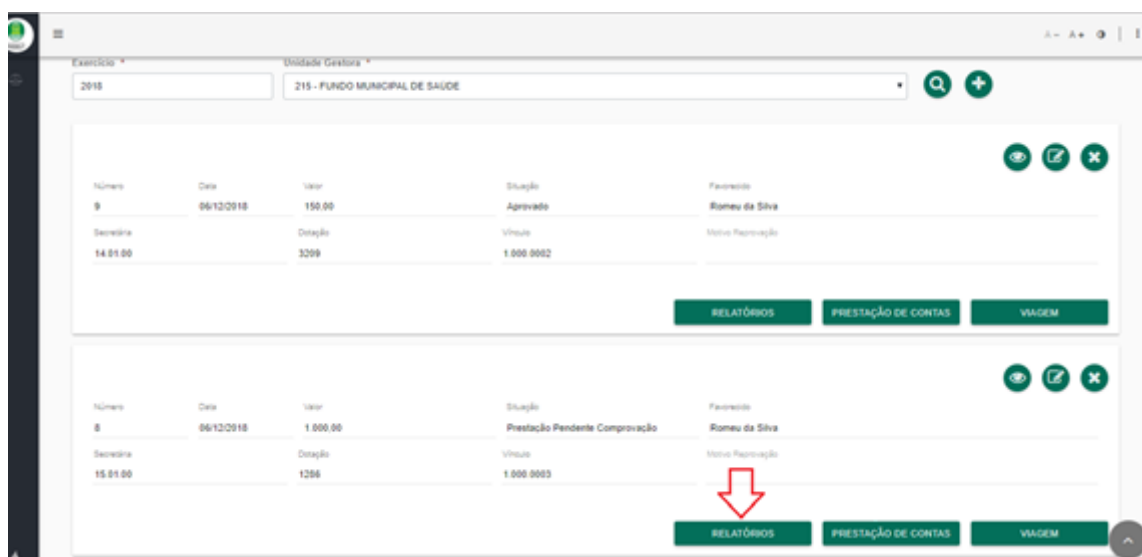 A- A+
Exercício * Unidade Gestora *
2018 215 - FUNDO MUNICIPAL DE SAÚDE
Número Data Valor Situação Favorecido
9 06/12/2018 150,00 Aprovado Romeu da Silva
Secretária Dotação Vínculo Motivo Reprovação
14.01.00 3209 1.000.0002
RELATÓRIOS PRESTAÇÃO DE CONTAS VIAGEM
Número Data Valor Situação Favorecido
8 06/12/2018 1.000,00 Prestação Pendente Comprovação Romeu da Silva
Secretária Dotação Vínculo Motivo Reprovação
15.01.00 1286 1.000.0003
RELATÓRIOS PRESTAÇÃO DE CONTAS VIAGEM